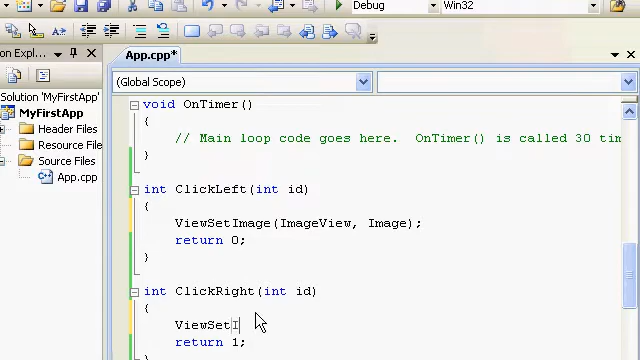 Debug Win32
on Expl...
App.cpp*
Solution 'MyFirstApp'
(Global Scope)
MyFirstApp
Header Files
Resource File
Source Files
App.cpp
void OnTimer()
{
// Main loop code goes here. OnTimer() is called 30 tim
}
int ClickLeft(int id)
{
ViewSetImage(ImageView, Image);
return 0;
}
int ClickRight(int id)
{
ViewSetI
return 1;
}